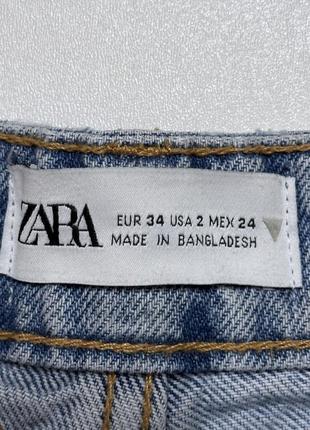 ZARA
EUR 34 USA 2 MEX 24
MADE IN BANGLADESH